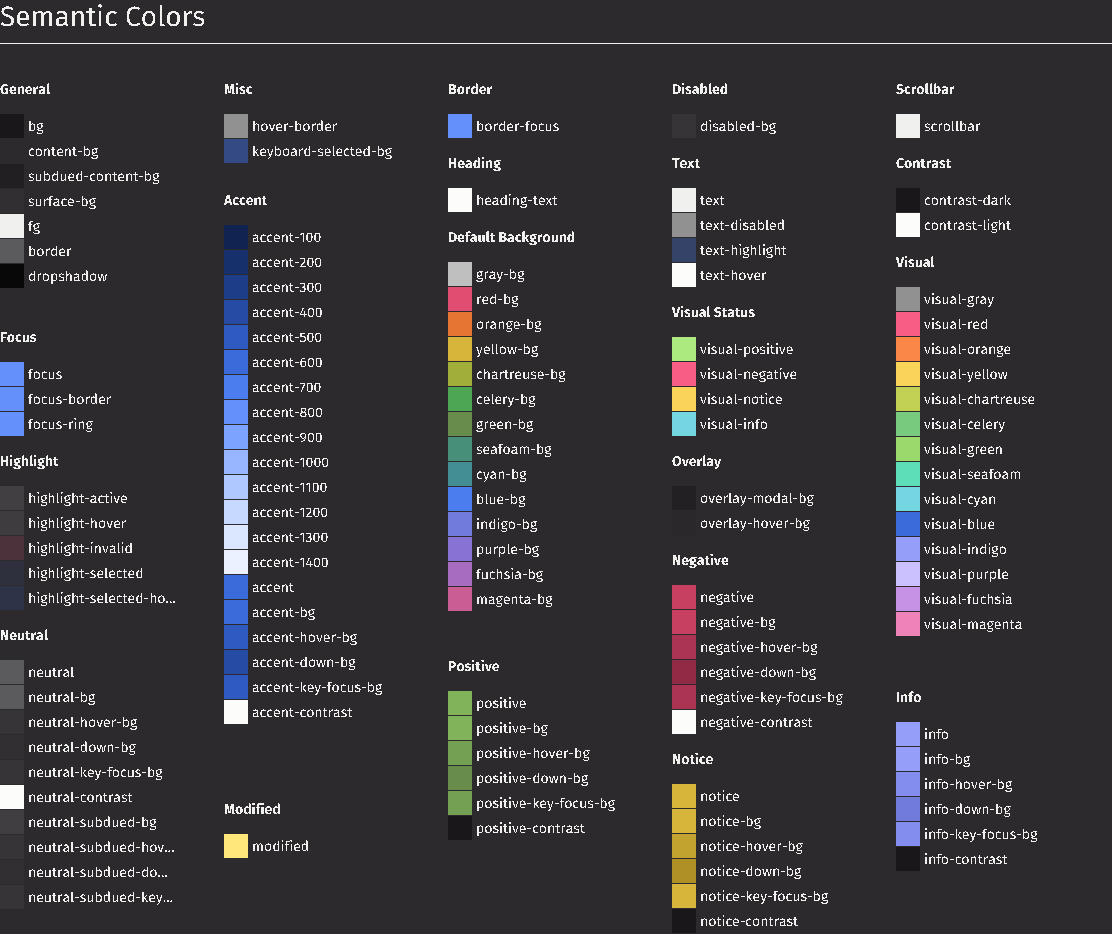 Semantic Colors
General
bg
content-bg
subdued-content-bg
surface-bg
fg
border
dropshadow
Focus
focus
focus-border
focus-ring
Highlight
highlight-active
highlight-hover
highlight-invalid
highlight-selected
highlight-selected-ho...
Neutral
neutral
neutral-bg
neutral-hover-bg
neutral-down-bg
neutral-key-focus-bg
neutral-contrast
neutral-subdued-bg
neutral-subdued-hov...
neutral-subdued-do...
neutral-subdued-key...
Misc
hover-border
keyboard-selected-bg
Accent
accent-100
accent-200
accent-300
accent-400
accent-500
accent-600
accent-700
accent-800
accent-900
accent-1000
accent-1100
accent-1200
accent-1300
accent-1400
accent
accent-bg
accent-hover-bg
accent-down-bg
accent-key-focus-bg
accent-contrast
Modified
modified
Border
border-focus
Heading
heading-text
Default Background
gray-bg
red-bg
orange-bg
yellow-bg
chartreuse-bg
celery-bg
green-bg
seafoam-bg
cyan-bg
blue-bg
indigo-bg
purple-bg
fuchsia-bg
magenta-bg
Positive
positive
positive-bg
positive-hover-bg
positive-down-bg
positive-key-focus-bg
positive-contrast
Disabled
disabled-bg
Text
text
text-disabled
text-highlight
text-hover
Visual Status
visual-positive
visual-negative
visual-notice
visual-info
Overlay
overlay-modal-bg
overlay-hover-bg
Negative
negative
negative-bg
negative-hover-bg
negative-down-bg
negative-key-focus-bg
negative-contrast
Notice
notice
notice-bg
notice-hover-bg
notice-down-bg
notice-key-focus-bg
notice-contrast
Scrollbar
scrollbar
Contrast
contrast-dark
contrast-light
Visual
visual-gray
visual-red
visual-orange
visual-yellow
visual-chartreuse
visual-celery
visual-green
visual-seafoam
visual-cyan
visual-blue
visual-indigo
visual-purple
visual-fuchsia
visual-magenta
Info
info
info-bg
info-hover-bg
info-down-bg
info-key-focus-bg
info-contrast